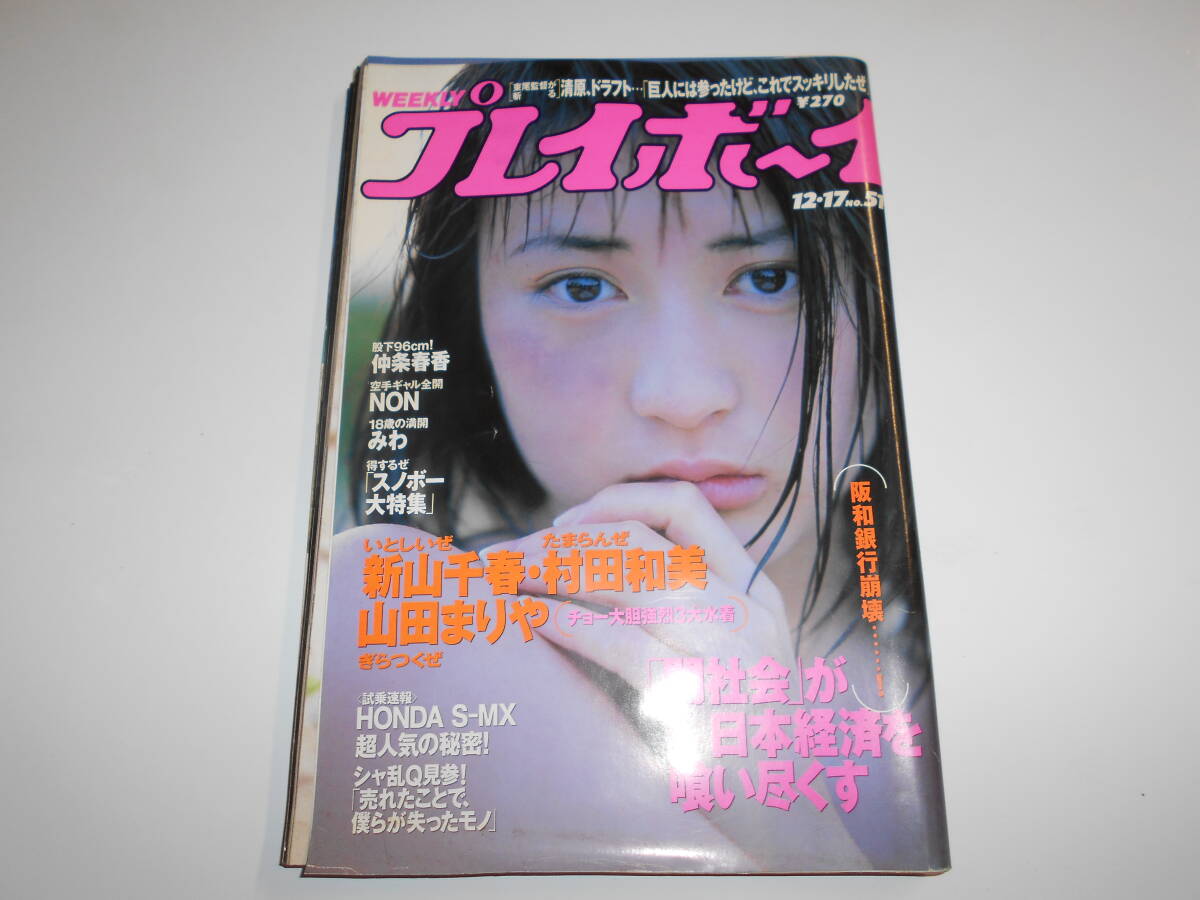 ［東尾監督が斬る］清原、ドラフト…「巨人には参ったけど、これでスッキリしたぜ
WEEKLY
¥270
プレイボーイ
12・17 NO.51
股下96cm！
仲条春香
空手ギャル全開
NON
18歳の満開
みわ
得するぜ
「スノボー
大特集」
いとしいぜ たまらんぜ
新山千春・村田和美
山田まりや（チョー大胆強烈3大水着）
ぎらつくぜ
（阪和銀行崩壊……！）
社会」が
日本経済を
喰い尽くす
〈試乗速報〉
HONDA S-MX
超人気の秘密！
シャ乱Q見参！
「売れたことで、
僕らが失ったモノ」